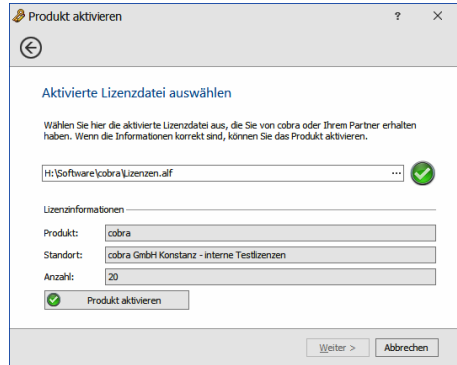 Produkt aktivieren ?
Aktivierte Lizenzdatei auswählen
Wählen Sie hier die aktivierte Lizenzdatei aus, die Sie von cobra oder Ihrem Partner erhalten
haben. Wenn die Informationen korrekt sind, können Sie das Produkt aktivieren.
H:\Software\cobra\Lizenzen.alf ...
Lizenzinformationen
Produkt: cobra
Standort: cobra GmbH Konstanz - interne Testlizenzen
Anzahl: 20
Produkt aktivieren
Weiter > Abbrechen